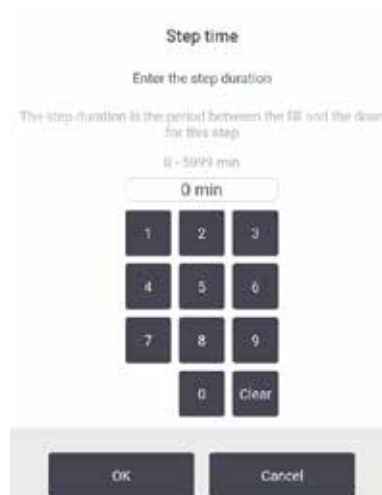 Step time
Enter the step duration
The step duration is the period between the fill and the
for this step
0 - 5999 min
0 min
1 2 3
4 5 6
7 8 9
0 Clear
OK Cancel